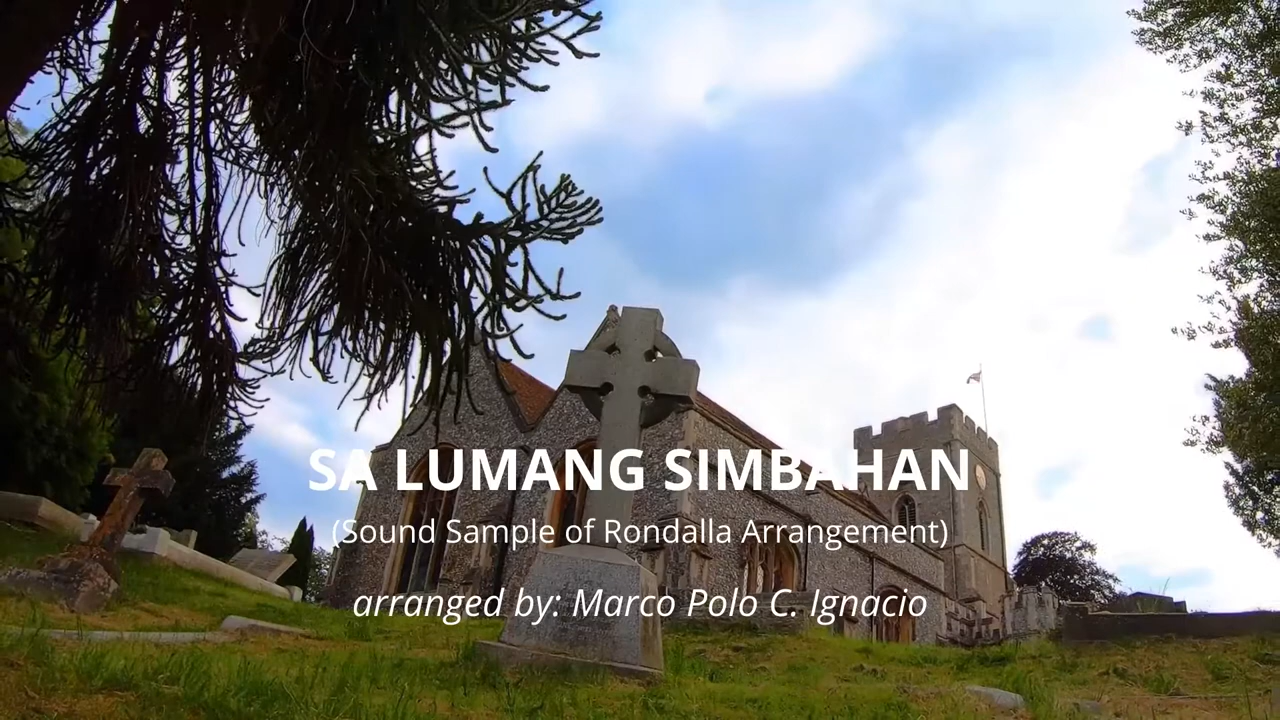 SA LUMANG SIMBAHAN
(Sound Sample of Rondalla Arrangement)
arranged by: Marco Polo C. Ignacio